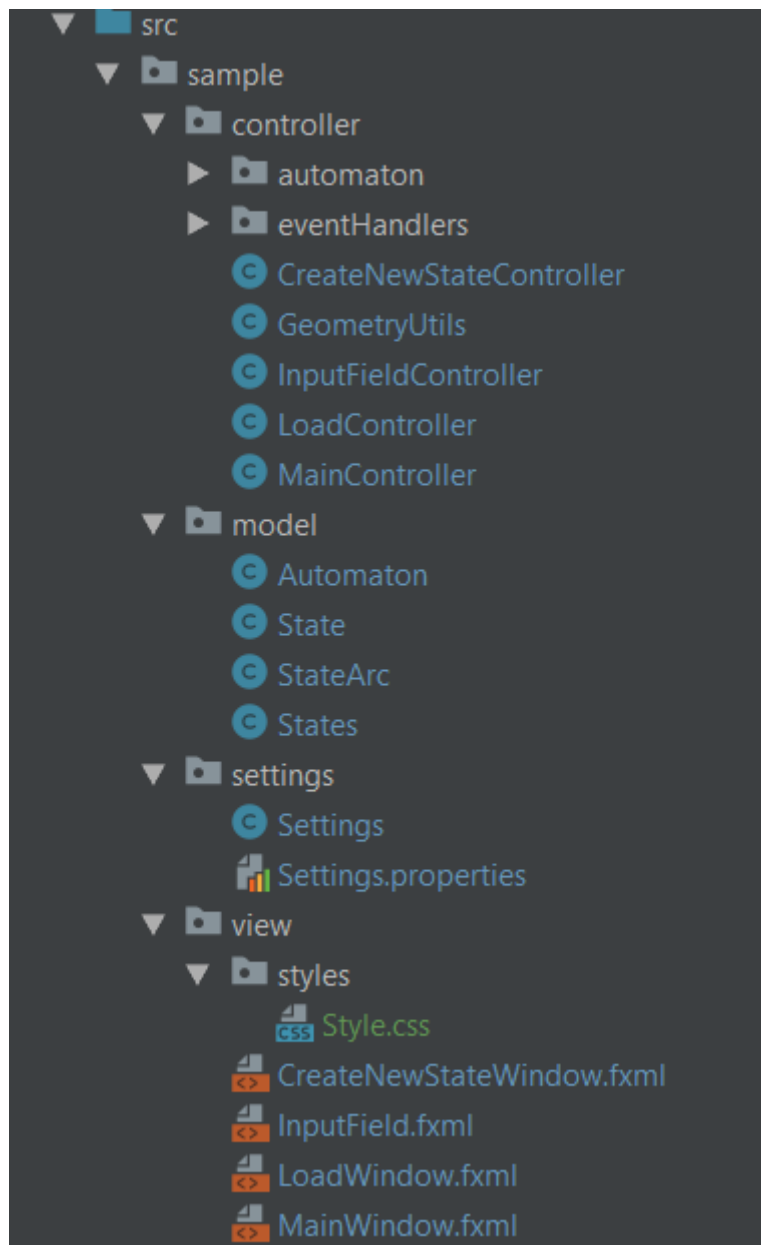 src
sample
controller
automaton
eventHandlers
C CreateNewStateController
C GeometryUtils
C InputFieldController
C LoadController
C MainController
model
C Automaton
C State
C StateArc
C States
settings
C Settings
Settings.properties
view
styles
CSS Style.css
<> CreateNewStateWindow.fxml
<> InputField.fxml
<> LoadWindow.fxml
<> MainWindow.fxml